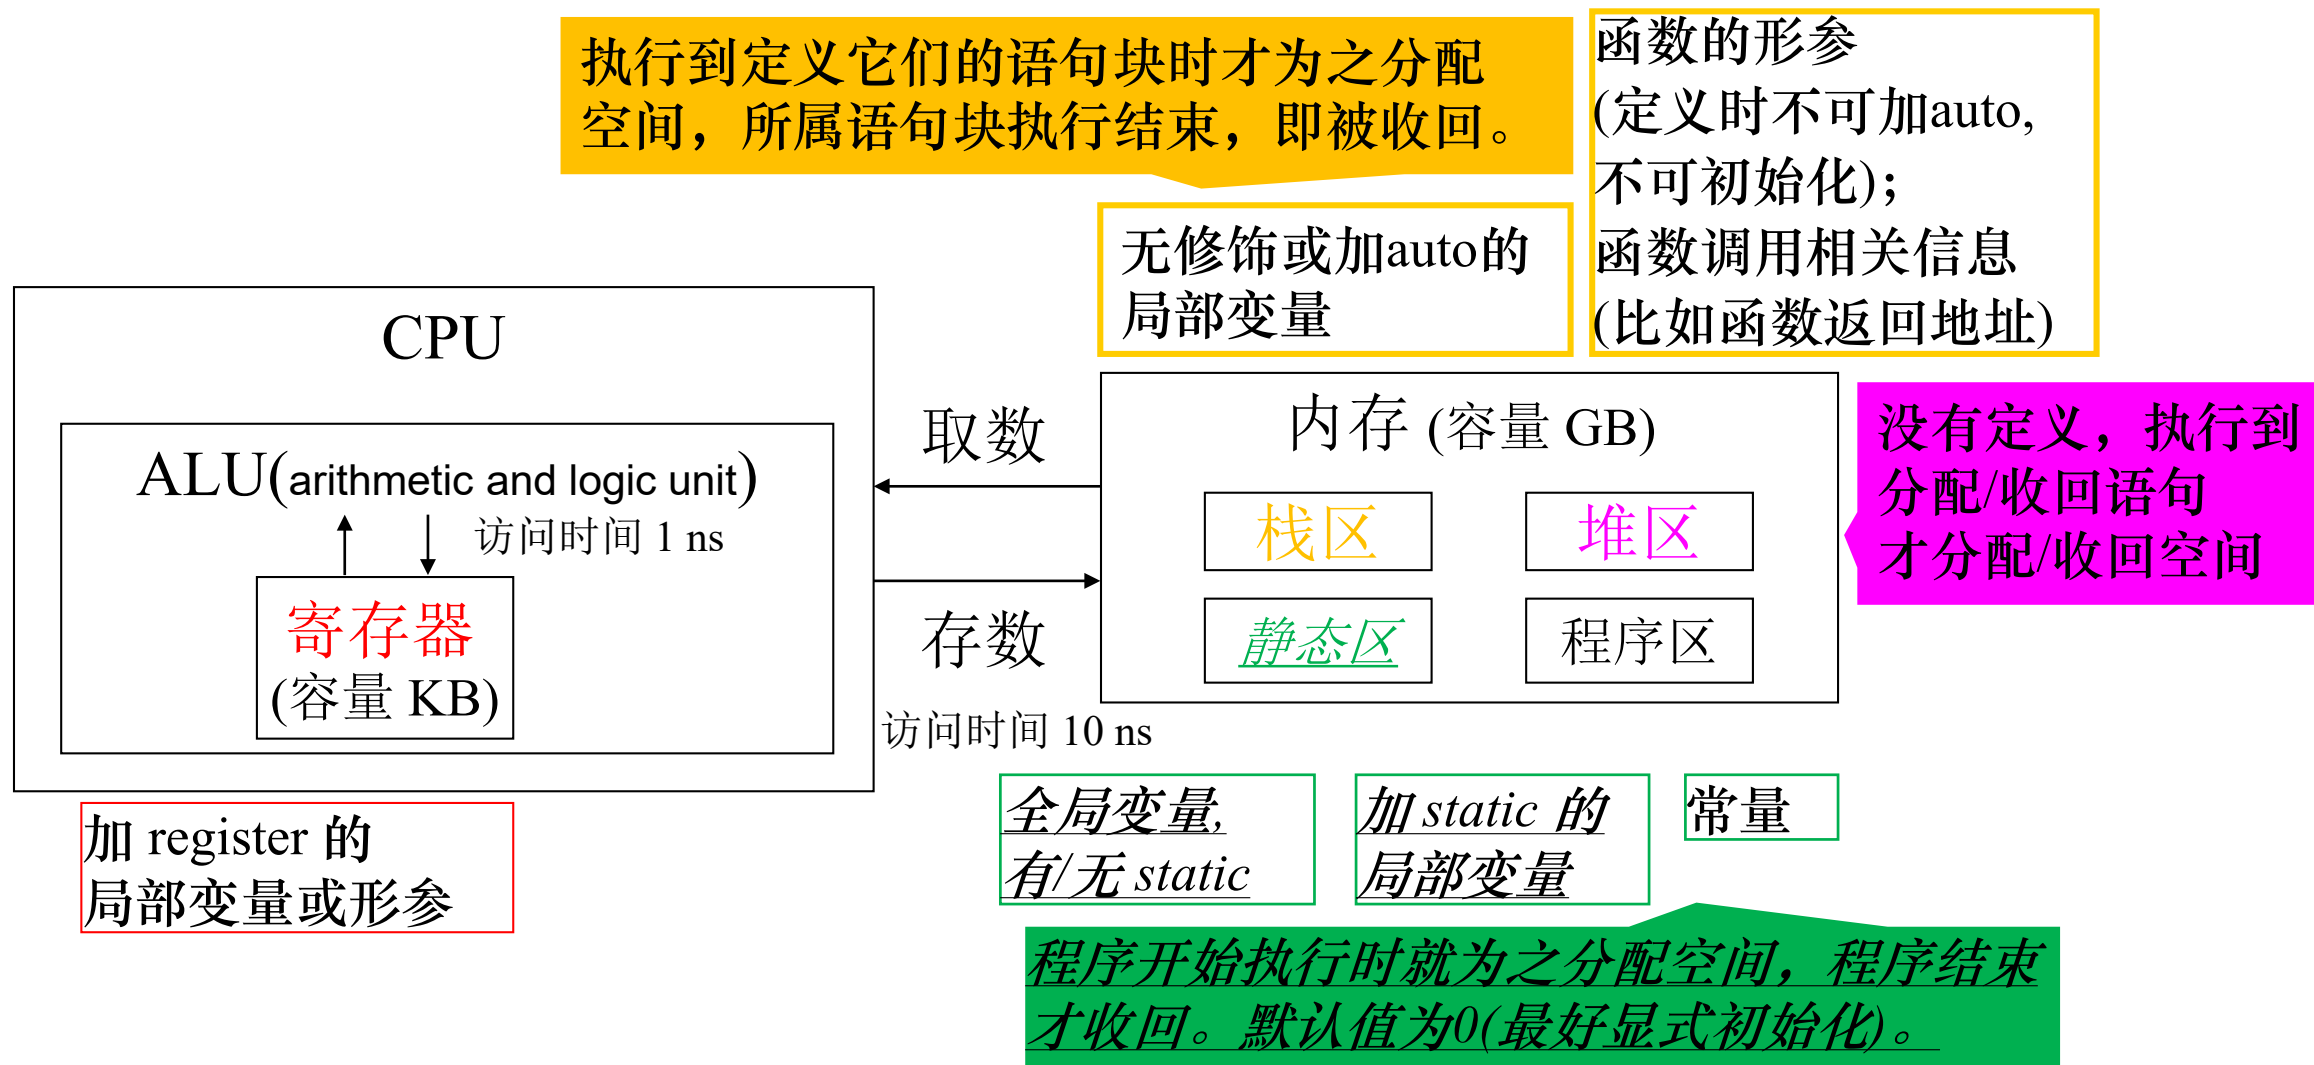 执行到定义它们的语句块时才为之分配
空间，所属语句块执行结束，即被收回。
函数的形参
(定义时不可加auto,
不可初始化)；
函数调用相关信息
(比如函数返回地址)
无修饰或加auto的
局部变量
CPU
ALU(arithmetic and logic unit)
访问时间 1 ns
寄存器
(容量 KB)
取数
存数
访问时间 10 ns
内存 (容量 GB)
栈区
堆区
静态区
程序区
没有定义，执行到
分配/收回语句
才分配/收回空间
加 register 的
局部变量或形参
全局变量,
有/无 static
加 static 的
局部变量
常量
程序开始执行时就为之分配空间，程序结束
才收回。默认值为0(最好显式初始化)。